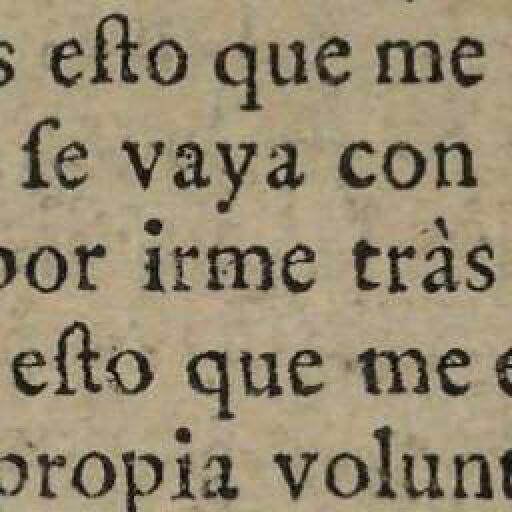 s eſto que me
ſe vaya con
por irme tràs
eſto que me e
propia volunt